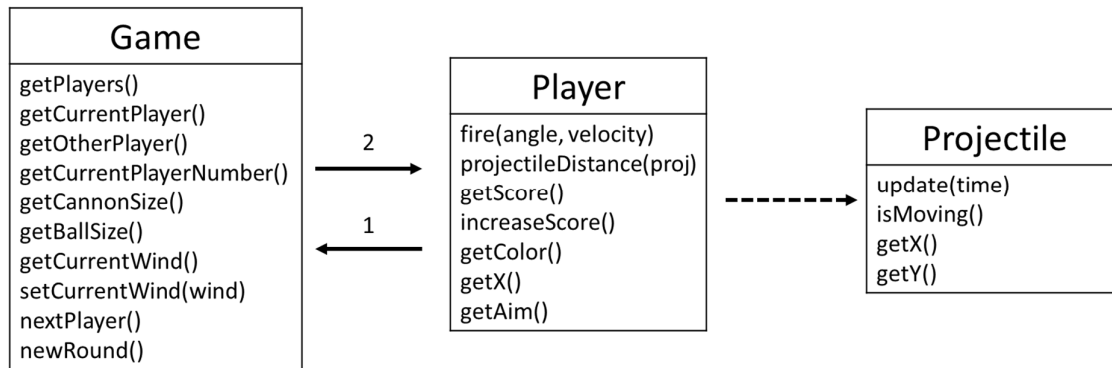 Game
getPlayers()
getCurrentPlayer()
getOtherPlayer()
getCurrentPlayerNumber()
getCannonSize()
getBallSize()
getCurrentWind()
setCurrentWind(wind)
nextPlayer()
newRound()
2
1
Player
fire(angle, velocity)
projectileDistance(proj)
getScore()
increaseScore()
getColor()
getX()
getAim()
Projectile
update(time)
isMoving()
getX()
getY()